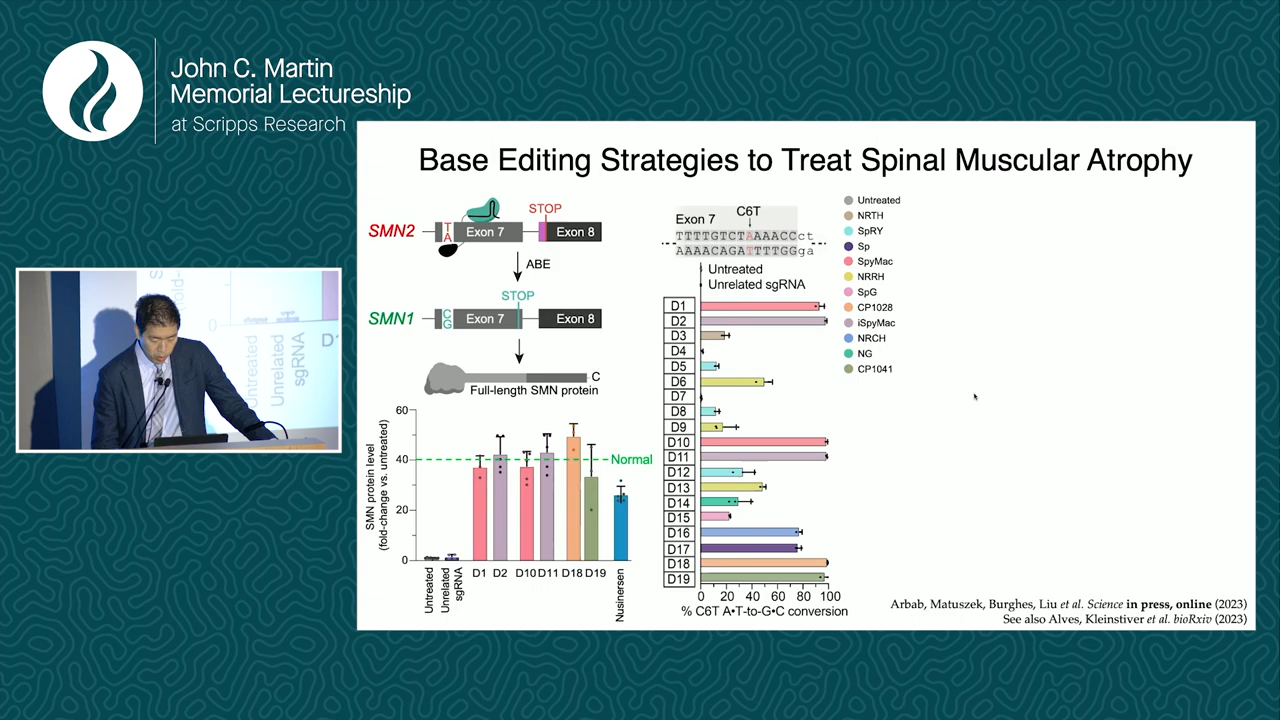 John C. Martin
Memorial Lectureship
at Scripps Research
Base Editing Strategies to Treat Spinal Muscular Atrophy
SMN2
T
A
Exon 7
STOP
Exon 8
ABE
STOP
SMN1
C
G
Exon 7
Exon 8
C
Full-length SMN protein
SMN protein level
(fold-change vs. untreated)
60
40
20
0
Normal
Untreated
Unrelated
sgRNA
D1
D2
D10
D11
D18
D19
Nusinersen
Exon 7
C6T
TTTTGTCTAAAACCct
AAAACAGATTTTGGga
Untreated
Unrelated sgRNA
D1
D2
D3
D4
D5
D6
D7
D8
D9
D10
D11
D12
D13
D14
D15
D16
D17
D18
D19
0 20 40 60 80 100
% C6T A•T-to-G•C conversion
Untreated
NRTH
SpRY
Sp
SpyMac
NRRH
SpG
CP1028
iSpyMac
NRCH
NG
CP1041
Arbab, Matuszek, Burghes, Liu et al. Science in press, online (2023)
See also Alves, Kleinstiver et al. bioRxiv (2023)
0
Untreated
Unrelated
sgRNA
D